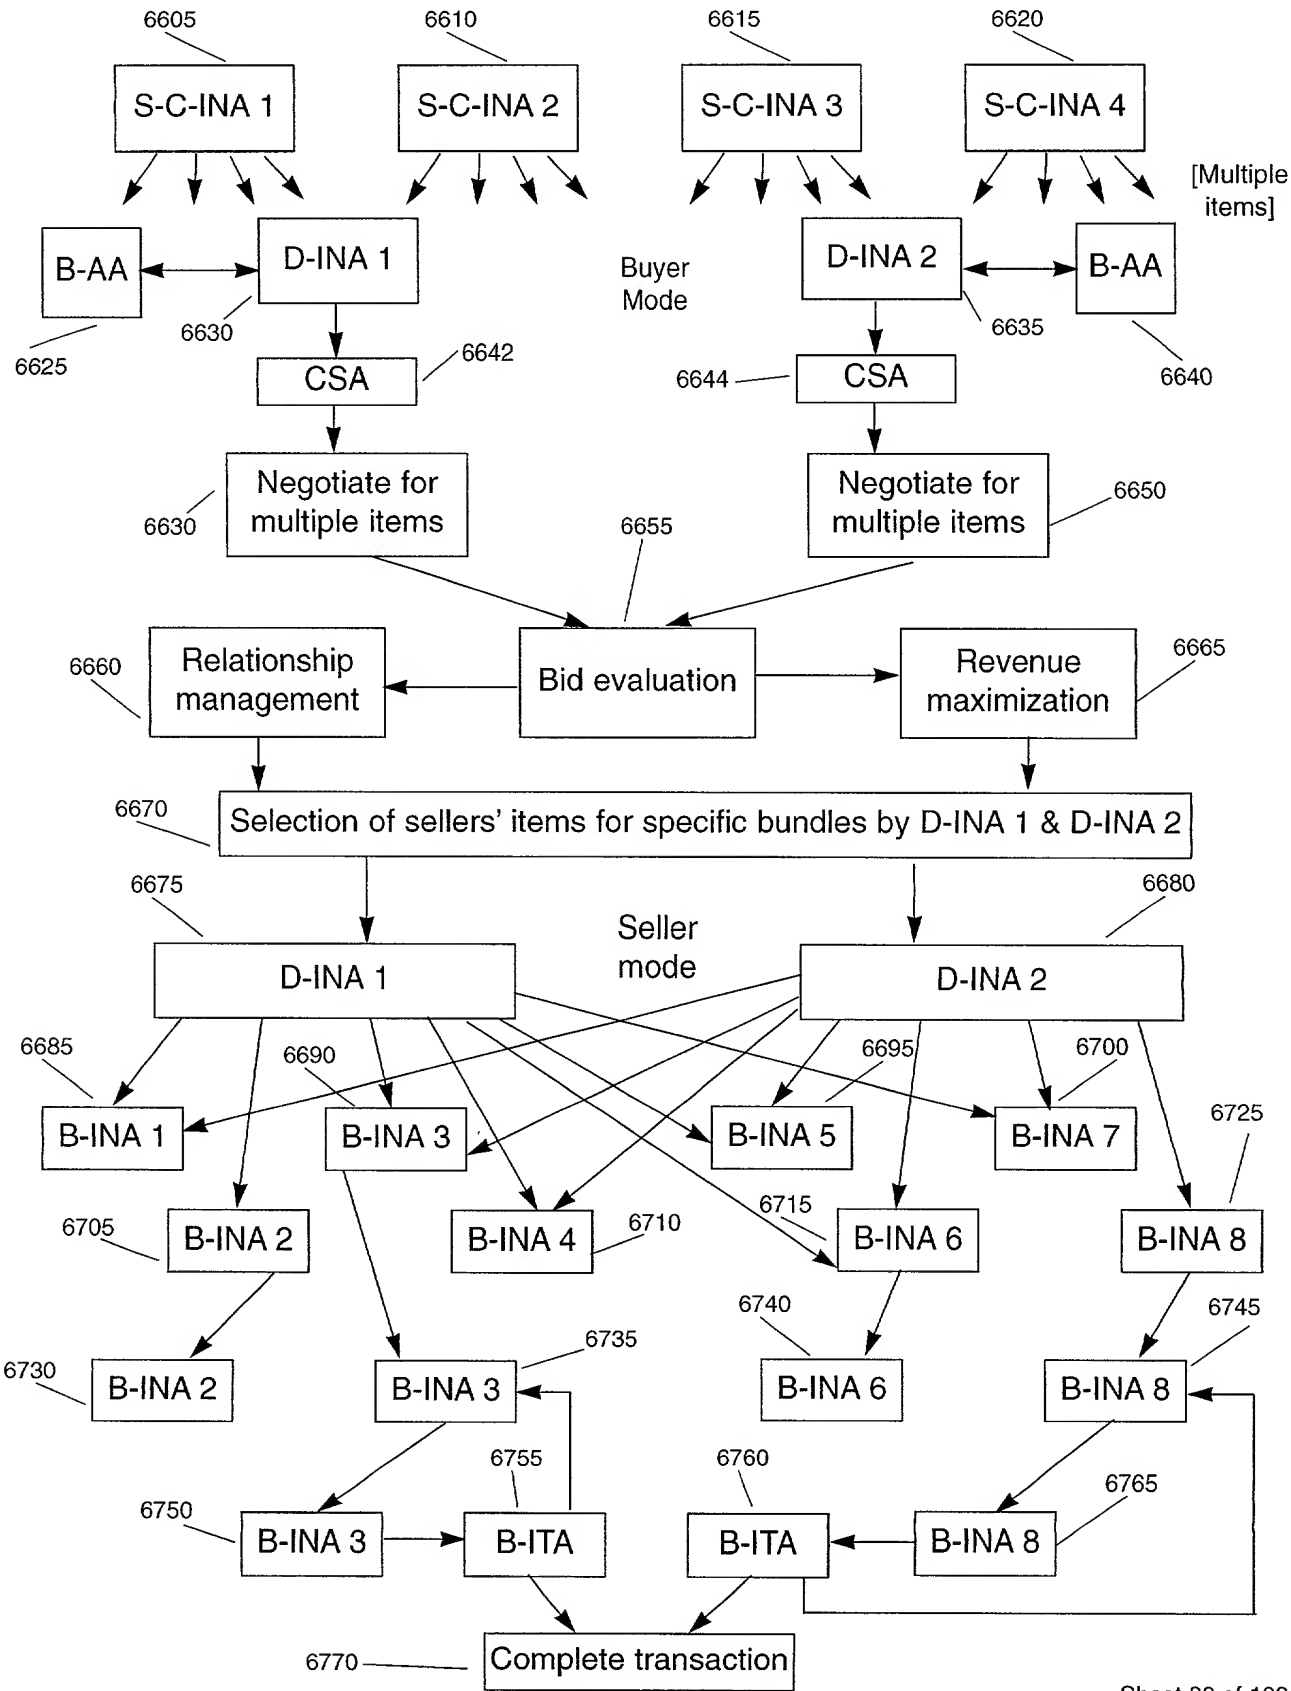 6605
6610
6615
6620
S-C-INA 1
S-C-INA 2
S-C-INA 3
S-C-INA 4
[Multiple
items]
B-AA
D-INA 1
Buyer
Mode
D-INA 2
B-AA
6625
6630
6635
6640
CSA
6642
6644
CSA
Negotiate for
multiple items
6630
Negotiate for
multiple items
6650
6655
6660
Relationship
management
Bid evaluation
Revenue
maximization
6665
6670
Selection of sellers' items for specific bundles by D-INA 1 & D-INA 2
6675
6680
Seller
mode
D-INA 1
D-INA 2
6685
6690
6695
6700
B-INA 1
B-INA 3
B-INA 5
B-INA 7
6725
6705
B-INA 2
B-INA 4
6710
6715
B-INA 6
B-INA 8
6730
B-INA 2
B-INA 3
6735
6740
B-INA 6
B-INA 8
6745
6750
B-INA 3
6755
B-ITA
6760
B-ITA
B-INA 8
6765
6770
Complete transaction